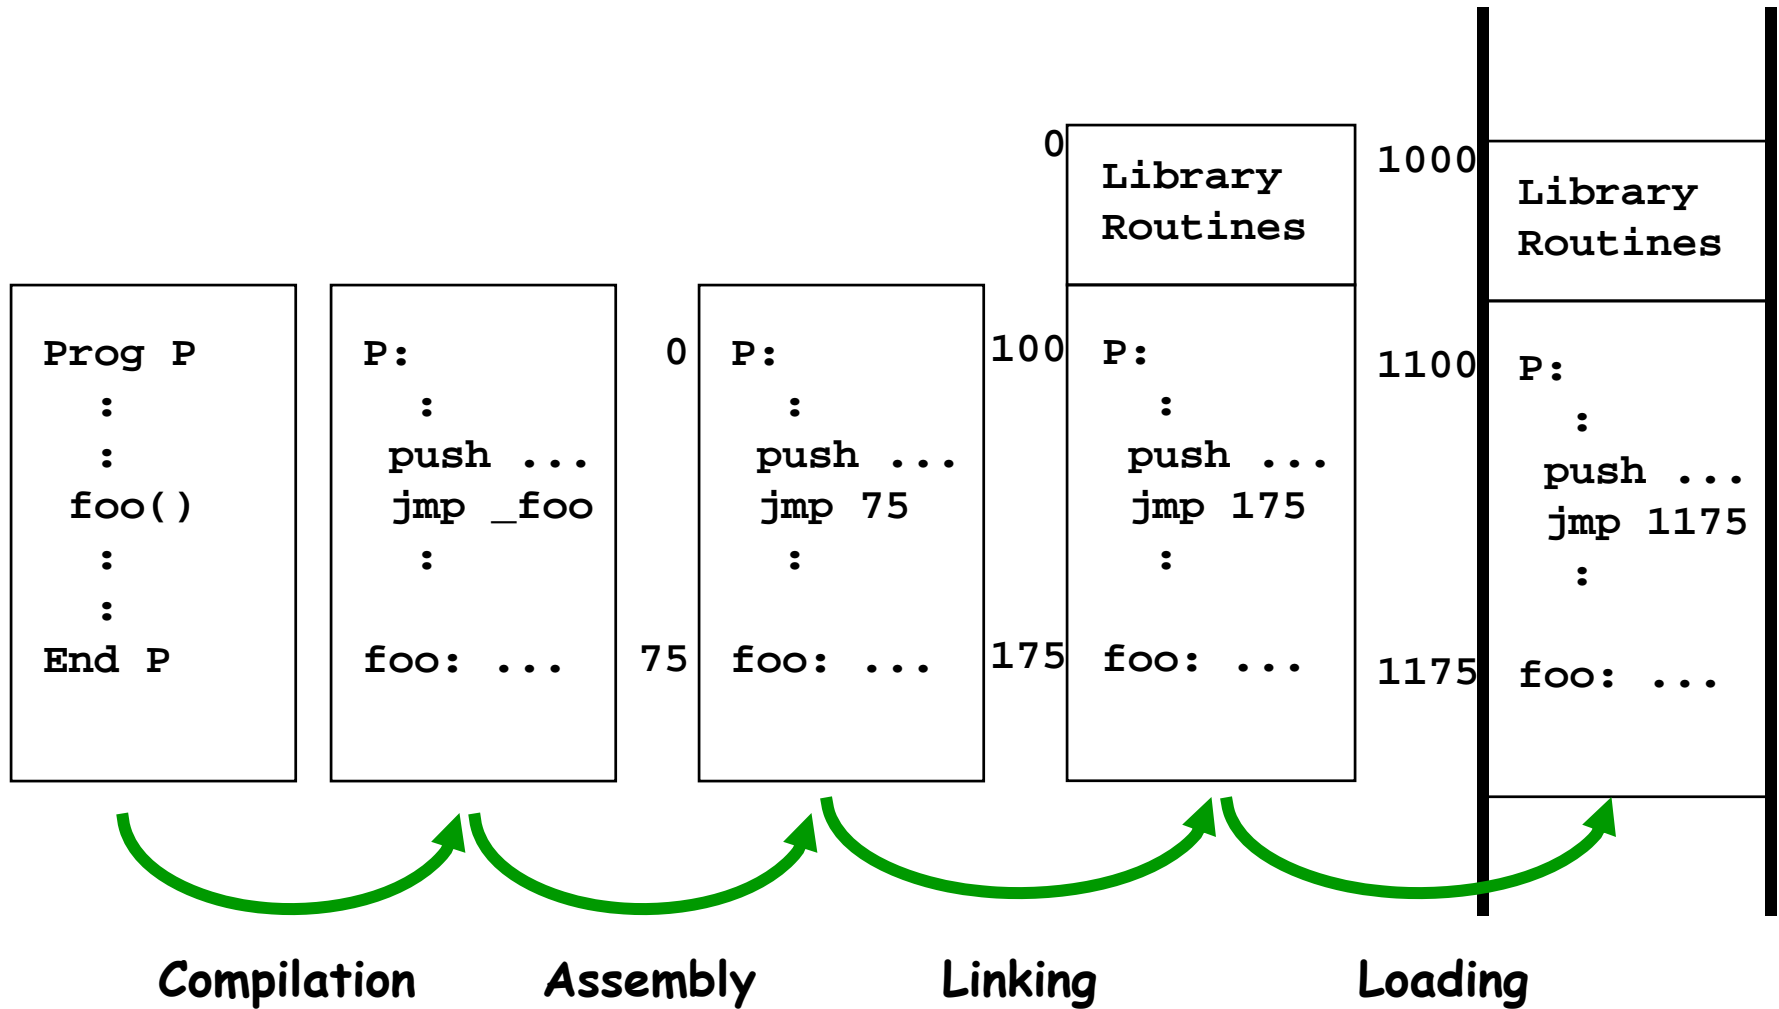 Prog P
:
:
foo()
:
:
End P
P:
:
push ...
jmp _foo
:
foo: ...
0
75
P:
:
push ...
jmp 75
:
foo: ...
0
100
175
Library
Routines
P:
:
push ...
jmp 175
:
foo: ...
1000
1100
1175
Library
Routines
P:
:
push ...
jmp 1175
:
foo: ...
Compilation
Assembly
Linking
Loading